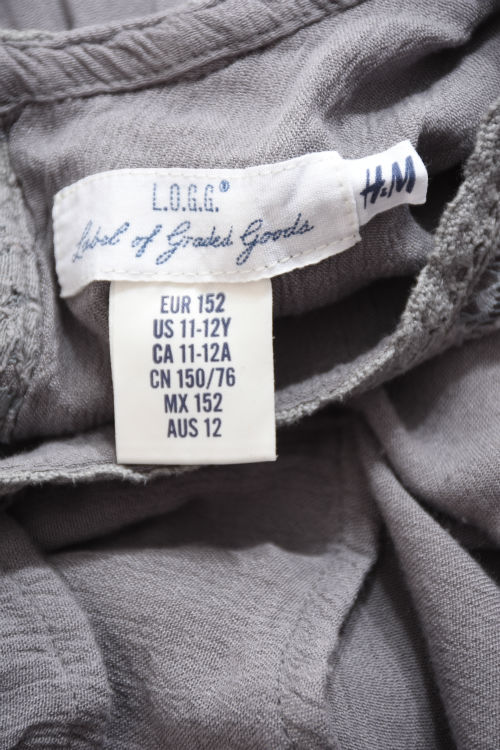 L.O.G.G.®
Label of Graded Goods
H&M
EUR 152
US 11-12Y
CA 11-12A
CN 150/76
MX 152
AUS 12